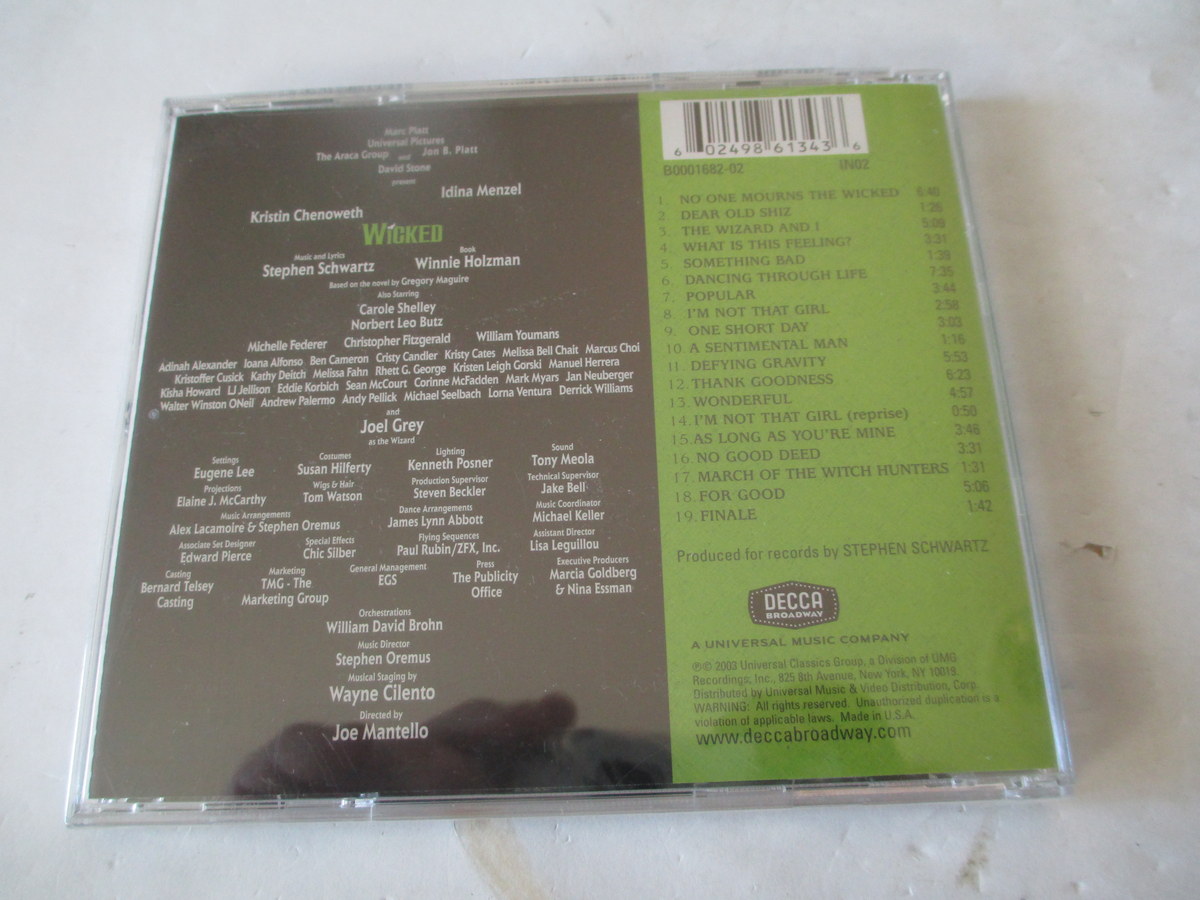 Marc Platt
Universal Pictures
The Araca Group and Jon B. Platt
David Stone
present
Idina Menzel
Kristin Chenoweth
WICKED
Music and Lyrics
Stephen Schwartz
Book
Winnie Holzman
Based on the novel by Gregory Maguire
Also Starring
Carole Shelley
Norbert Leo Butz
Michelle Federer Christopher Fitzgerald William Youmans
Adinah Alexander Ioana Alfonso Ben Cameron Cristy Candler Kristy Cates Melissa Bell Chait Marcus Choi
Kristoffer Cusick Kathy Deitch Melissa Fahn Rhett G. George Kristen Leigh Gorski Manuel Herrera
Kisha Howard LJ Jellison Eddie Korbich Sean McCourt Corinne McFadden Mark Myars Jan Neuberger
Walter Winston ONeil Andrew Palermo Andy Pellick Michael Seelbach Lorna Ventura Derrick Williams
and
Joel Grey
as the Wizard
Settings
Eugene Lee
Costumes
Susan Hilferty
Lighting
Kenneth Posner
Sound
Tony Meola
Projections
Elaine J. McCarthy
Wigs & Hair
Tom Watson
Production Supervisor
Steven Beckler
Technical Supervisor
Jake Bell
Music Arrangements
Alex Lacamoire & Stephen Oremus
Dance Arrangements
James Lynn Abbott
Music Coordinator
Michael Keller
Associate Set Designer
Edward Pierce
Special Effects
Chic Silber
Flying Sequences
Paul Rubin/ZFX, Inc.
Assistant Director
Lisa Leguillou
Casting
Bernard Telsey
Casting
Marketing
TMG - The
Marketing Group
General Management
EGS
Press
The Publicity
Office
Executive Producers
Marcia Goldberg
& Nina Essman
Orchestrations
William David Brohn
Music Director
Stephen Oremus
Musical Staging by
Wayne Cilento
Directed by
Joe Mantello
6 02498 61343 6
B0001682-02 IN02
1. NO ONE MOURNS THE WICKED 6:40
2. DEAR OLD SHIZ 1:26
3. THE WIZARD AND I 5:09
4. WHAT IS THIS FEELING? 3:31
5. SOMETHING BAD 1:39
6. DANCING THROUGH LIFE 7:35
7. POPULAR 3:44
8. I'M NOT THAT GIRL 2:58
9. ONE SHORT DAY 3:03
10. A SENTIMENTAL MAN 1:16
11. DEFYING GRAVITY 5:53
12. THANK GOODNESS 6:23
13. WONDERFUL 4:57
14. I'M NOT THAT GIRL (reprise) 0:50
15. AS LONG AS YOU'RE MINE 3:46
16. NO GOOD DEED 3:31
17. MARCH OF THE WITCH HUNTERS 1:31
18. FOR GOOD 5:06
19. FINALE 1:42
Produced for records by STEPHEN SCHWARTZ
DECCA
BROADWAY
A UNIVERSAL MUSIC COMPANY
℗© 2003 Universal Classics Group, a Division of UMG
Recordings, Inc., 825 8th Avenue, New York, NY 10019.
Distributed by Universal Music & Video Distribution, Corp.
WARNING: All rights reserved. Unauthorized duplication is a
violation of applicable laws. Made in U.S.A.
www.deccabroadway.com